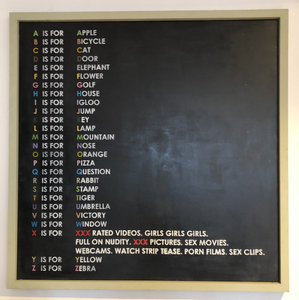 A IS FOR APPLE
B IS FOR BICYCLE
C IS FOR CAT
D IS FOR DOOR
E IS FOR ELEPHANT
F IS FOR FLOWER
G IS FOR GOLF
H IS FOR HOUSE
I IS FOR IGLOO
J IS FOR JUMP
K IS FOR KEY
L IS FOR LAMP
M IS FOR MOUNTAIN
N IS FOR NOSE
O IS FOR ORANGE
P IS FOR PIZZA
Q IS FOR QUESTION
R IS FOR RABBIT
S IS FOR STAMP
T IS FOR TIGER
U IS FOR UMBRELLA
V IS FOR VICTORY
W IS FOR WINDOW
X IS FOR XXX RATED VIDEOS. GIRLS GIRLS GIRLS.
FULL ON NUDITY. XXX PICTURES. SEX MOVIES.
WEBCAMS. WATCH STRIP TEASE. PORN FILMS. SEX CLIPS.
Y IS FOR YELLOW
Z IS FOR ZEBRA